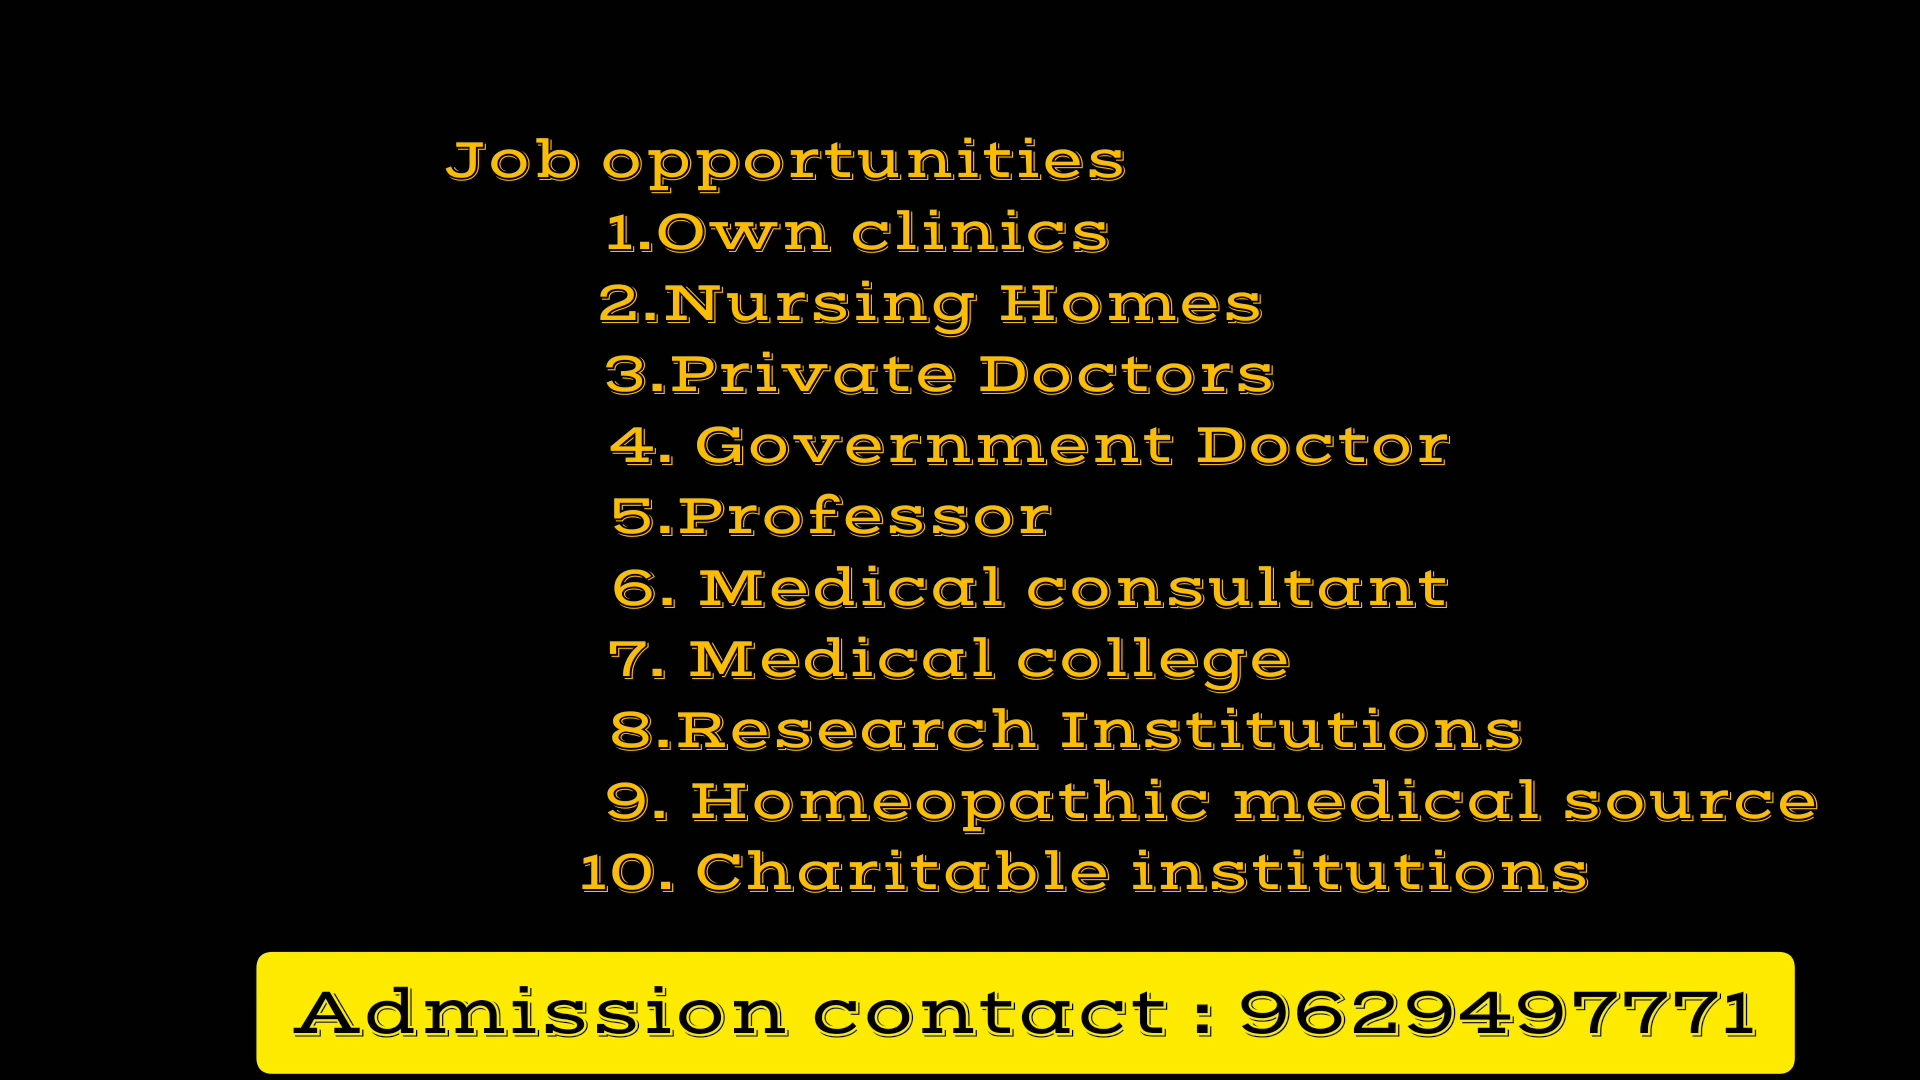 Job opportunities
1.Own clinics
2.Nursing Homes
3.Private Doctors
4. Government Doctor
5.Professor
6. Medical consultant
7. Medical college
8.Research Institutions
9. Homeopathic medical source
10. Charitable institutions
Admission contact : 9629497771